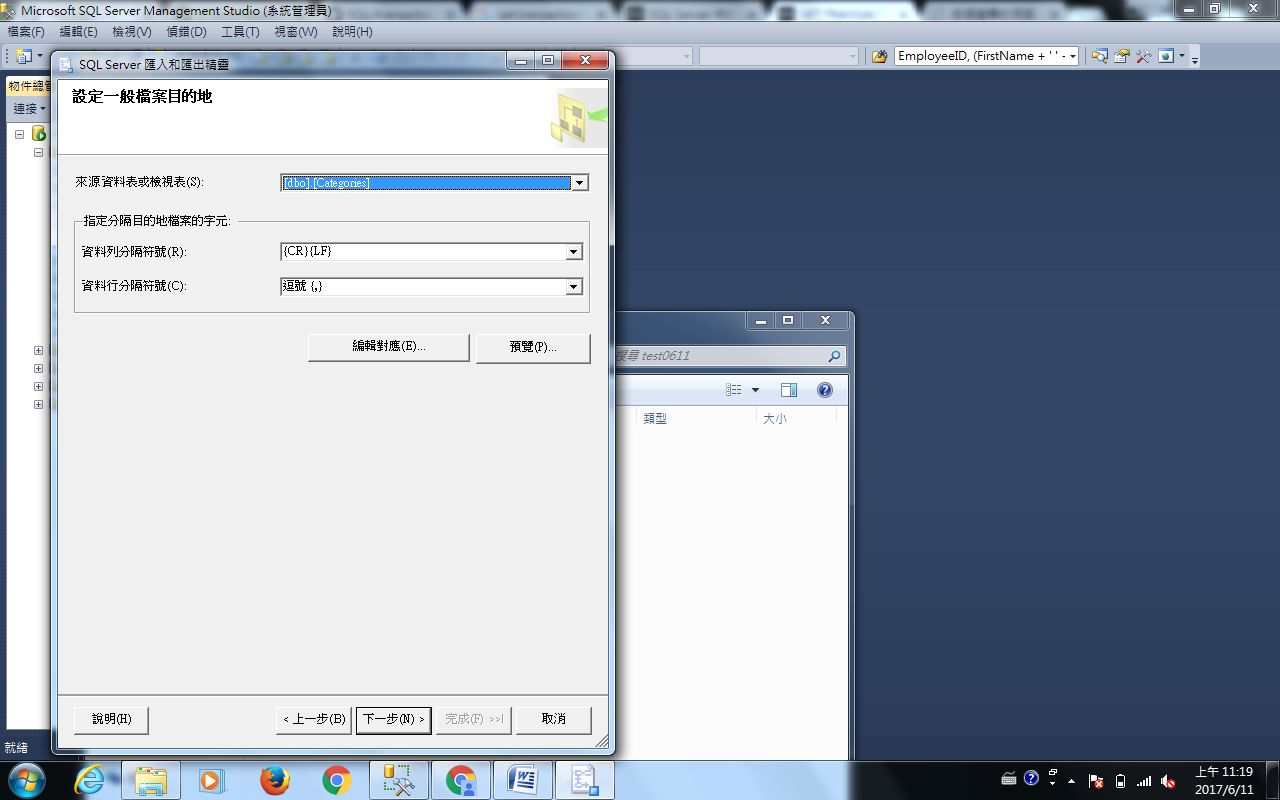 Microsoft SQL Server Management Studio (系統管理員)
檔案(F) 編輯(E) 檢視(V) 偵錯(D) 工具(T) 視窗(W) 說明(H)
EmployeeID, (FirstName + ' ' -
物件總管
連接
SQL Server 匯入和匯出精靈
設定一般檔案目的地
來源資料表或檢視表(S):
[dbo].[Categories]
指定分隔目的地檔案的字元:
資料列分隔符號(R):
{CR}{LF}
資料行分隔符號(C):
逗號 {,}
編輯對應(E)...
預覽(P)...
搜尋 test0611
類型
大小
說明(H)
< 上一步(B)
下一步(N) >
完成(F) >>|
取消
就緒
上午 11:19
2017/6/11